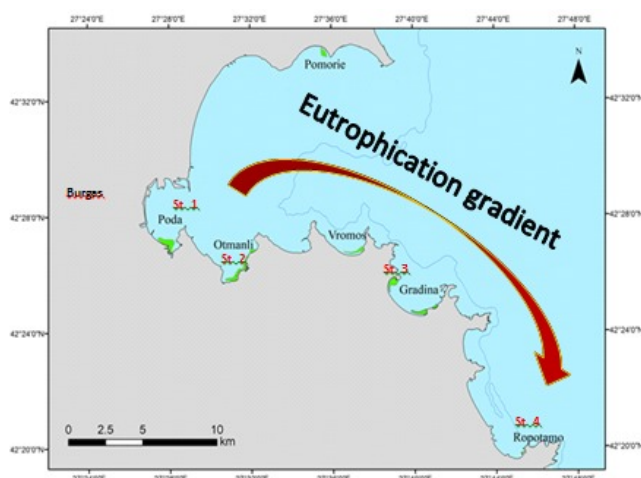 27°24'0"E 27°28'0"E 27°32'0"E 27°36'0"E 27°40'0"E 27°44'0"E 27°48'0"E
Pomorie
N
42°32'0"N 42°32'0"N
Eutrophication gradient
Burgas
St. 1
42°28'0"N 42°28'0"N
Poda
Otmanli
Vromos
St. 2
St. 3
Gradina
42°24'0"N 42°24'0"N
St. 4
Ropotamo
0 2.5 5 10
km
42°20'0"N 42°20'0"N